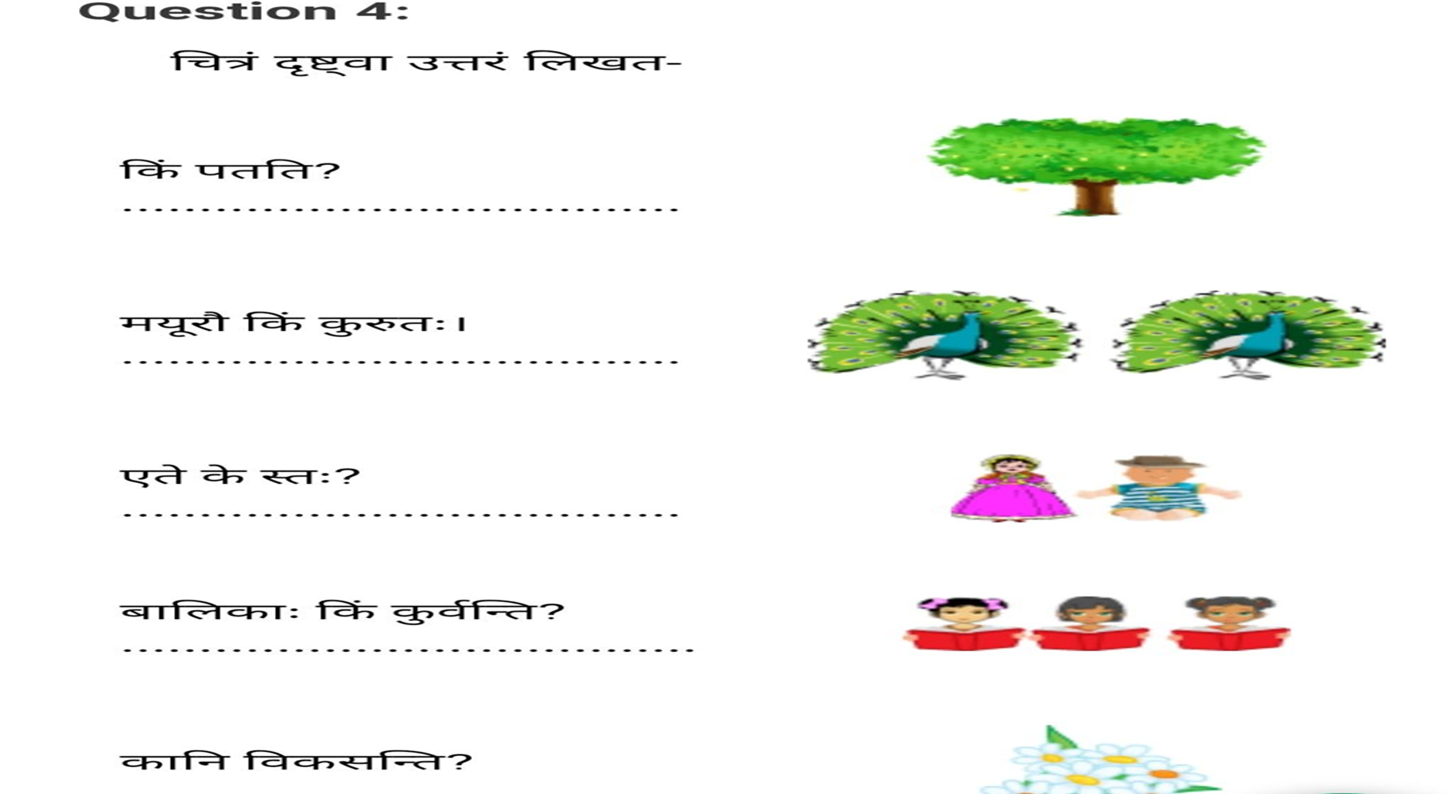 Question 4:
चित्रं दृष्ट्वा उत्तरं लिखत-
किं पतति?
....................................
मयूरौ किं कुरुतः।
....................................
एते के स्तः?
....................................
बालिकाः किं कुर्वन्ति?
.....................................
कानि विकसन्ति?